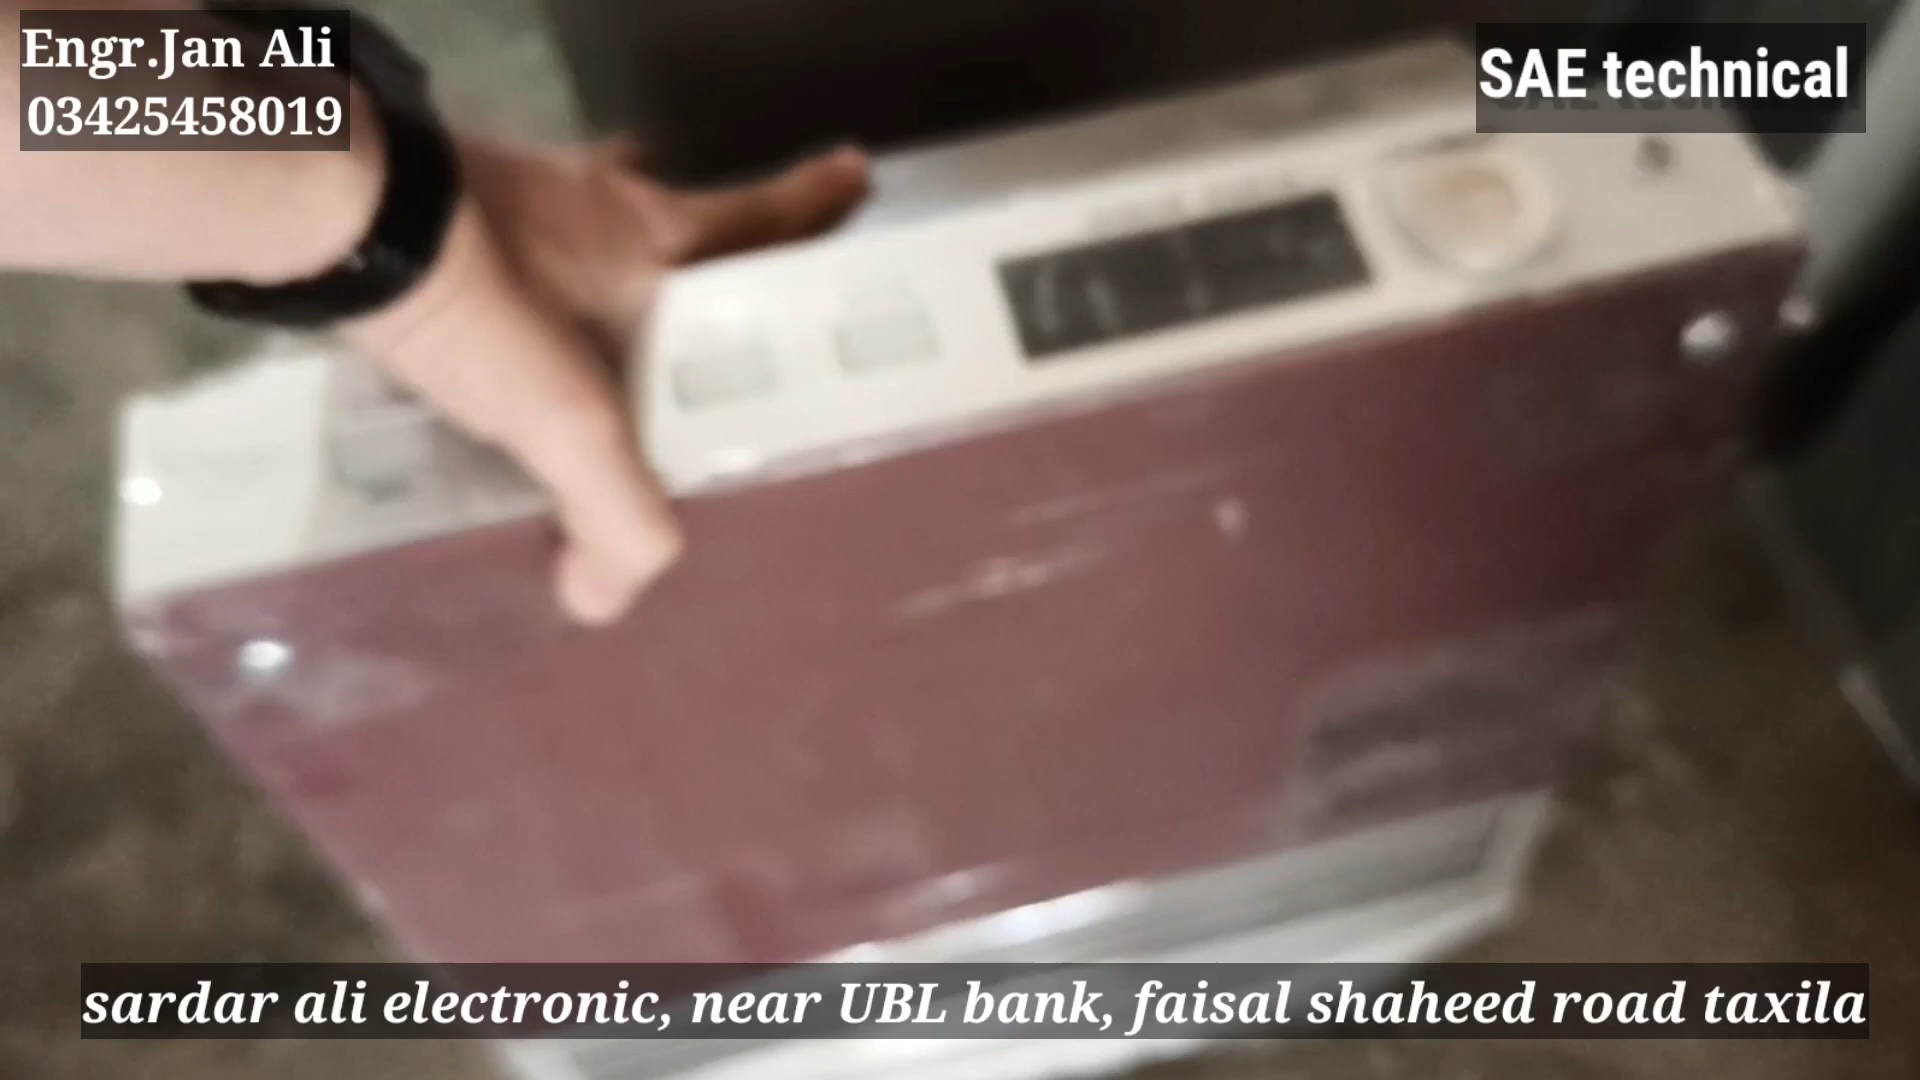 Engr.Jan Ali
03425458019
SAE technical
sardar ali electronic, near UBL bank, faisal shaheed road taxila